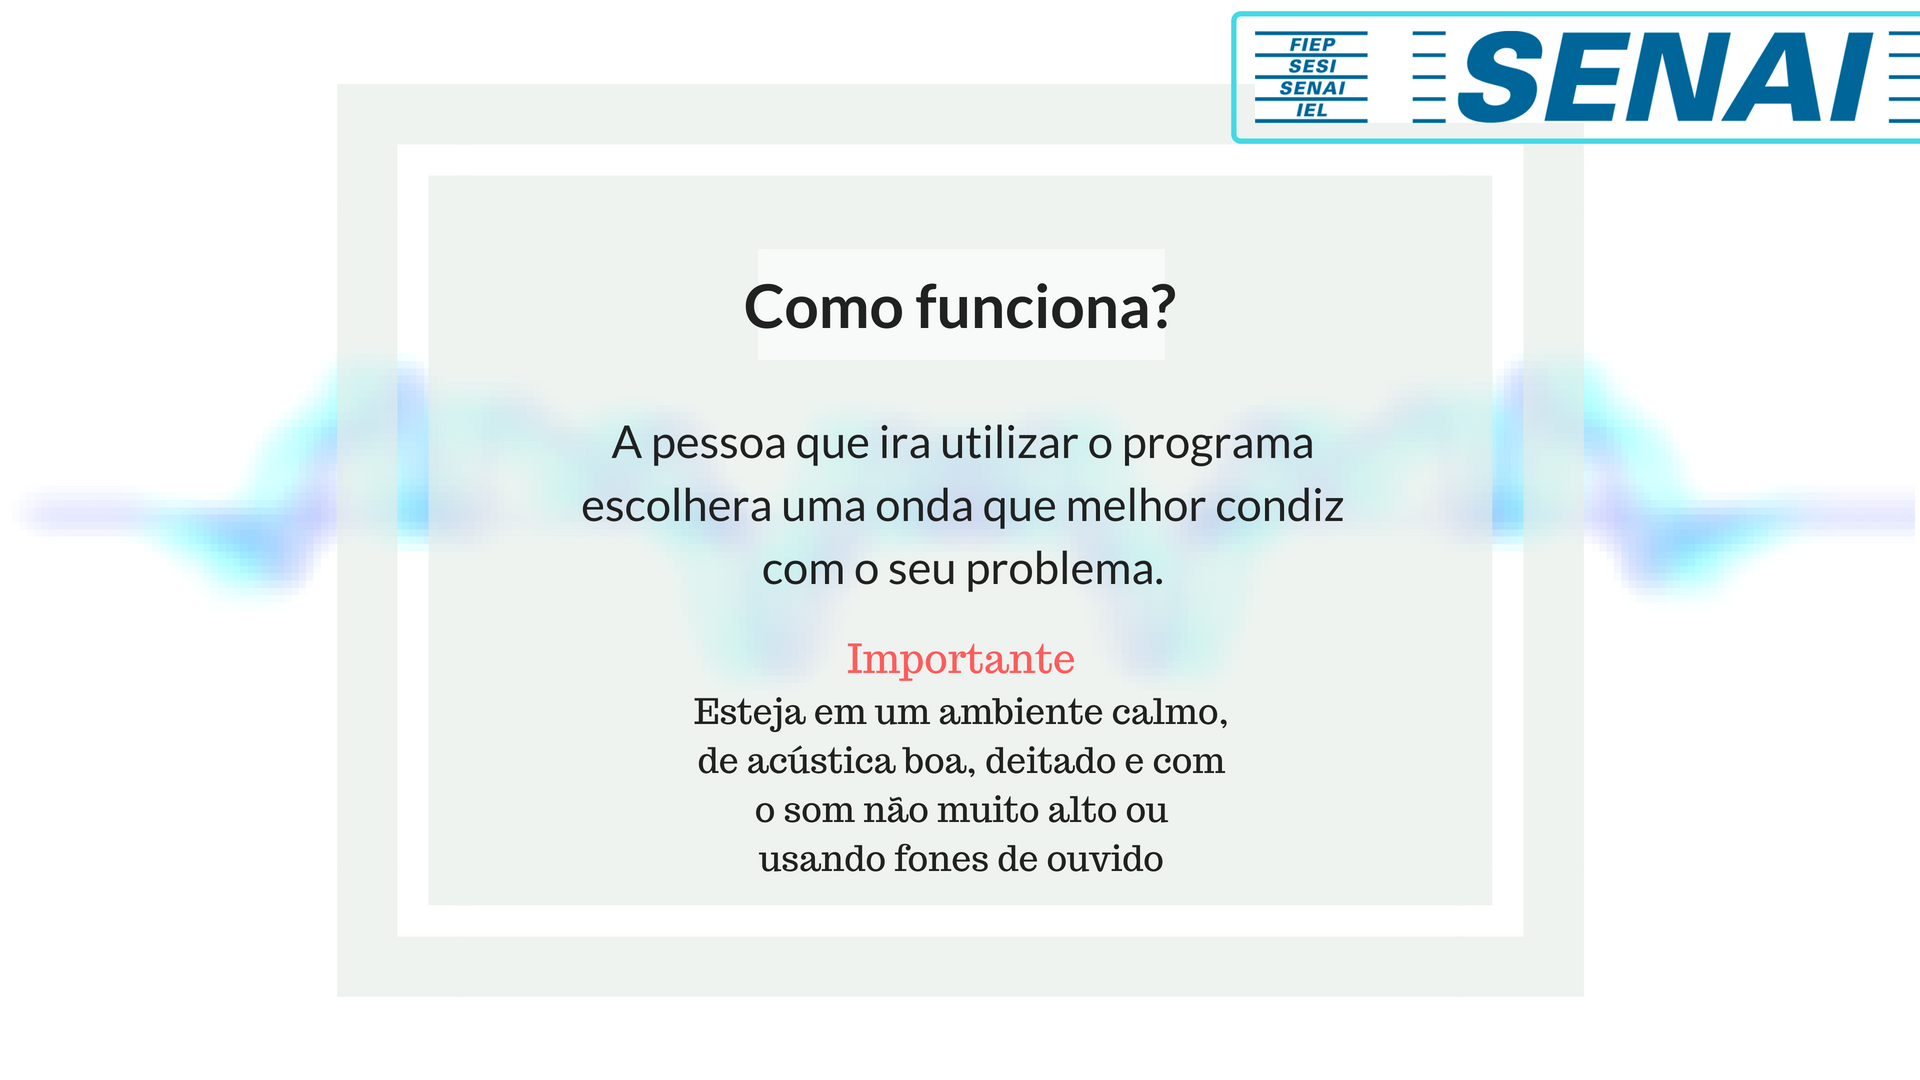 FIEP
SESI
SENAI
IEL
SENAI
Como funciona?
A pessoa que ira utilizar o programa
escolhera uma onda que melhor condiz
com o seu problema.
Importante
Esteja em um ambiente calmo,
de acústica boa, deitado e com
o som não muito alto ou
usando fones de ouvido